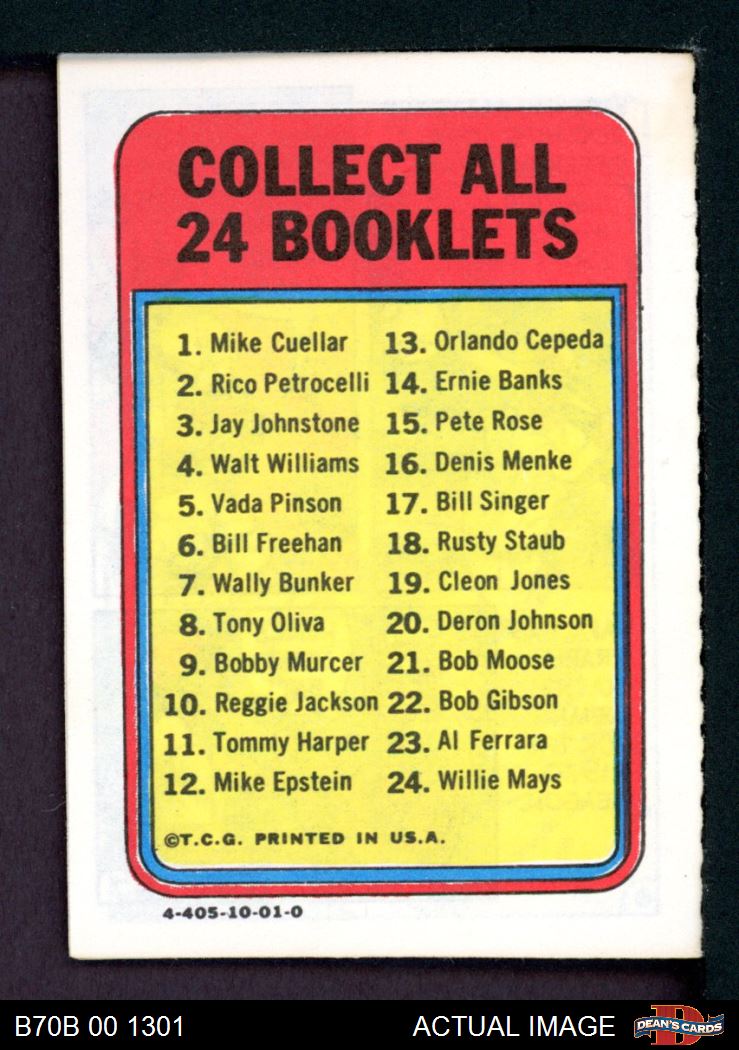 COLLECT ALL
24 BOOKLETS
1. Mike Cuellar
2. Rico Petrocelli
3. Jay Johnstone
4. Walt Williams
5. Vada Pinson
6. Bill Freehan
7. Wally Bunker
8. Tony Oliva
9. Bobby Murcer
10. Reggie Jackson
11. Tommy Harper
12. Mike Epstein
13. Orlando Cepeda
14. Ernie Banks
15. Pete Rose
16. Denis Menke
17. Bill Singer
18. Rusty Staub
19. Cleon Jones
20. Deron Johnson
21. Bob Moose
22. Bob Gibson
23. Al Ferrara
24. Willie Mays
©T.C.G. PRINTED IN U.S.A.
4-405-10-01-0
B70B 00 1301 ACTUAL IMAGE DEAN'S CARDS